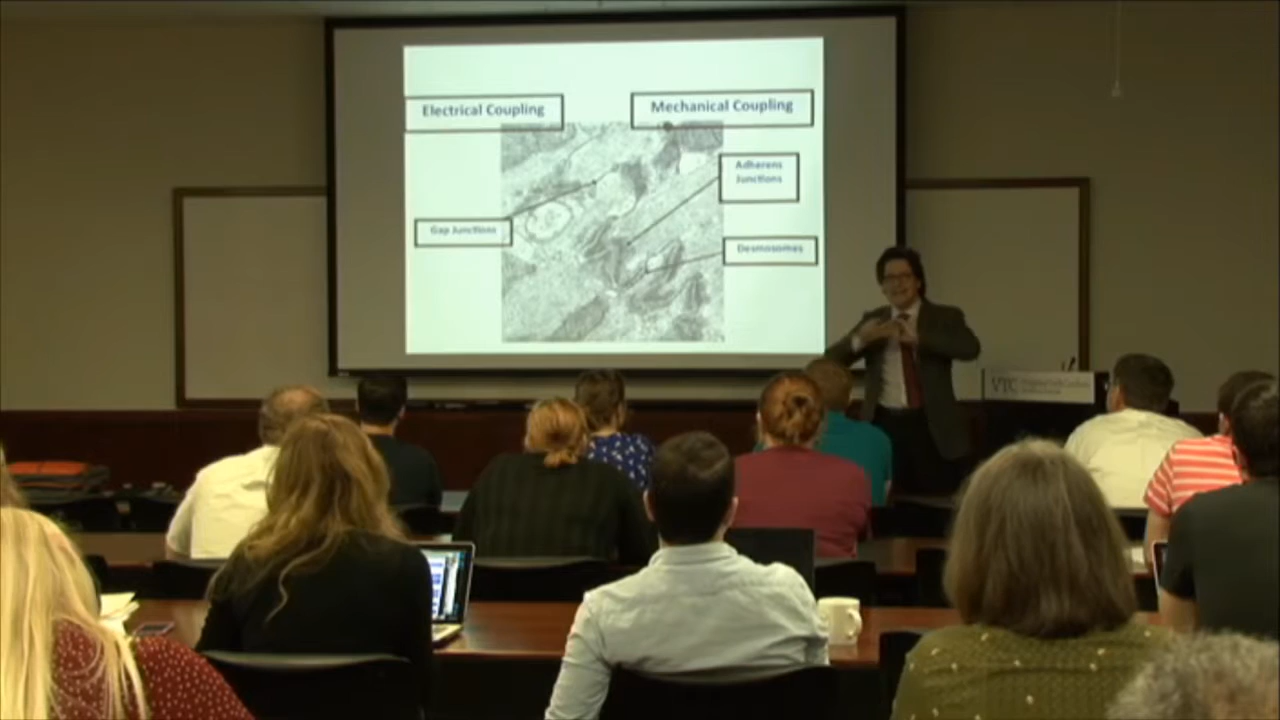 Electrical Coupling
Mechanical Coupling
Adherens
Junctions
Gap Junctions
Desmosomes
VTC